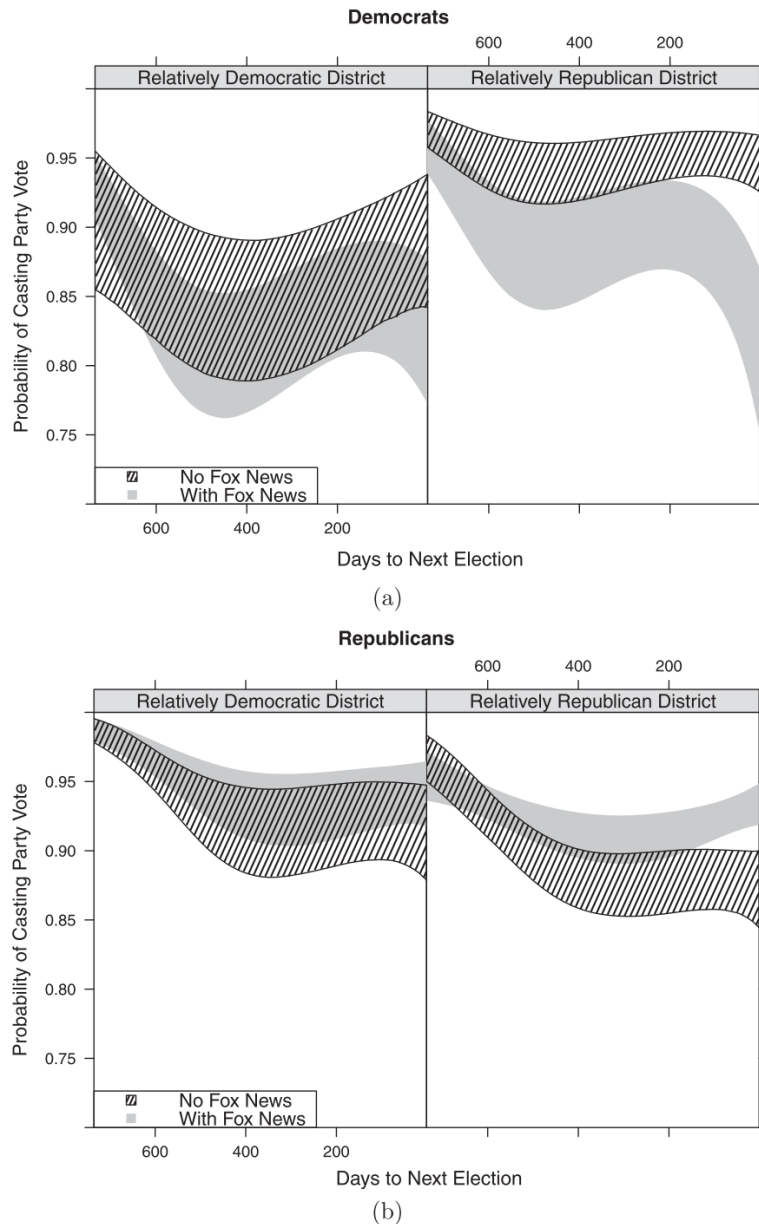 Democrats
600 400 200
Relatively Democratic District Relatively Republican District
0.95
0.90
0.85
0.80
0.75
Probability of Casting Party Vote
No Fox News
With Fox News
600 400 200
Days to Next Election
(a)
Republicans
600 400 200
Relatively Democratic District Relatively Republican District
0.95
0.90
0.85
0.80
0.75
Probability of Casting Party Vote
No Fox News
With Fox News
600 400 200
Days to Next Election
(b)